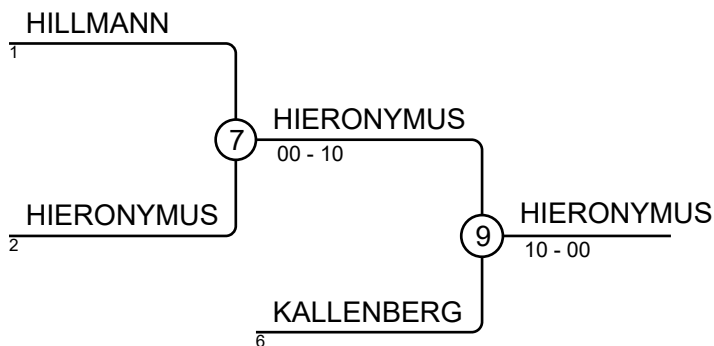 HILLMANN
1
7
HIERONYMUS
00 - 10
HIERONYMUS
2
9
HIERONYMUS
10 - 00
KALLENBERG
6